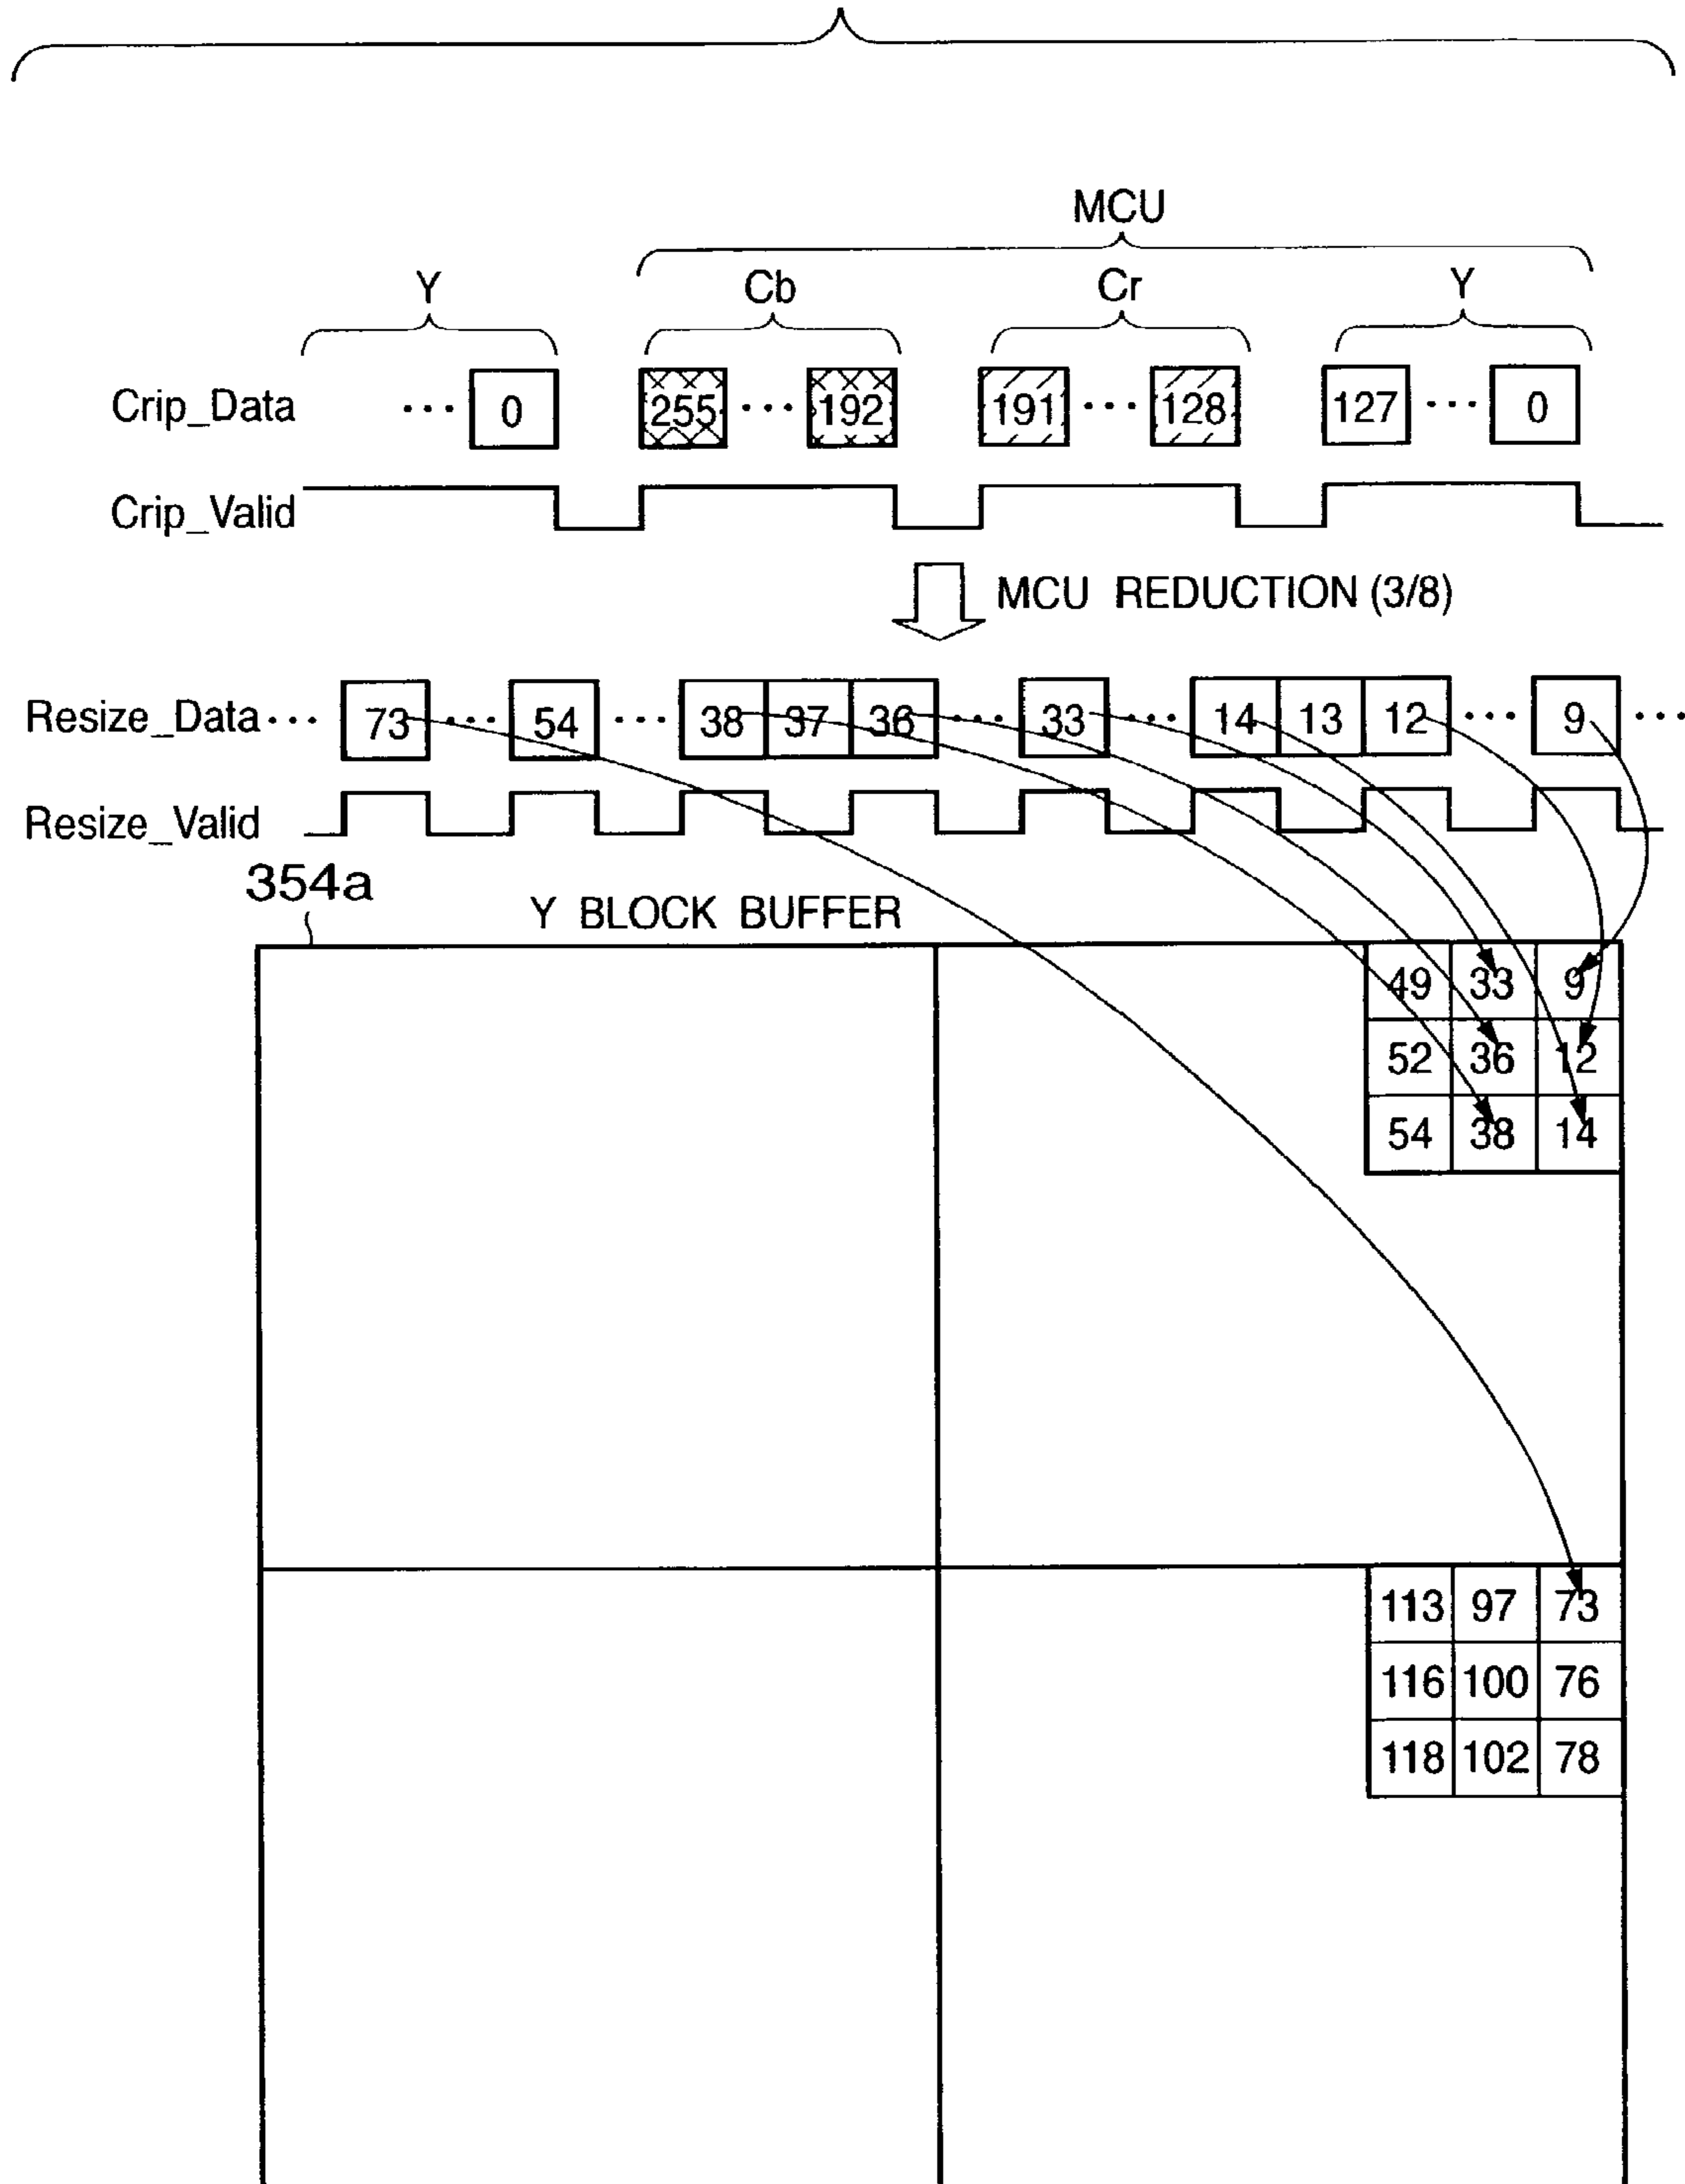 MCU
Y Cb Cr Y
Crip_Data ··· 0 255 ··· 192 191 ··· 128 127 ··· 0
Crip_Valid
MCU REDUCTION (3/8)
Resize_Data ··· 73 ··· 54 ··· 38 37 36 ··· 33 ··· 14 13 12 ··· 9 ···
Resize_Valid
354a
Y BLOCK BUFFER
49 33 9
52 36 12
54 38 14
113 97 73
116 100 76
118 102 78